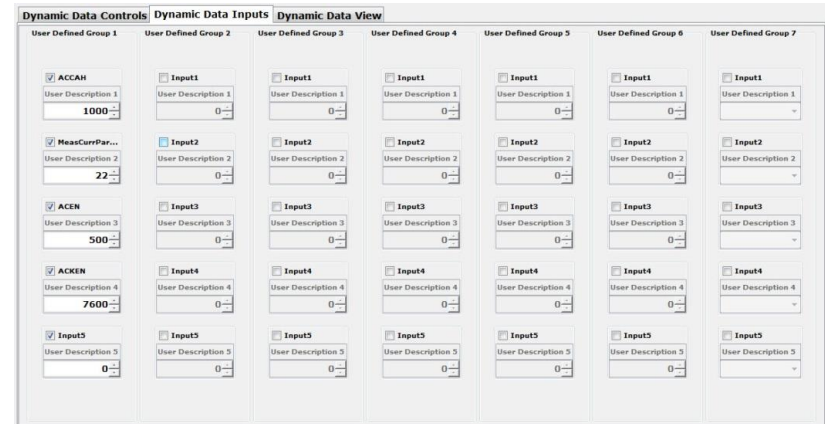 Dynamic Data Controls Dynamic Data Inputs Dynamic Data View
User Defined Group 1 User Defined Group 2 User Defined Group 3 User Defined Group 4 User Defined Group 5 User Defined Group 6 User Defined Group 7
ACCAH Input1 Input1 Input1 Input1 Input1 Input1
User Description 1 User Description 1 User Description 1 User Description 1 User Description 1 User Description 1 User Description 1
1000 0 0 0 0 0
MeasCurrPar... Input2 Input2 Input2 Input2 Input2 Input2
User Description 2 User Description 2 User Description 2 User Description 2 User Description 2 User Description 2 User Description 2
22 0 0 0 0 0
ACEN Input3 Input3 Input3 Input3 Input3 Input3
User Description 3 User Description 3 User Description 3 User Description 3 User Description 3 User Description 3 User Description 3
500 0 0 0 0 0
ACKEN Input4 Input4 Input4 Input4 Input4 Input4
User Description 4 User Description 4 User Description 4 User Description 4 User Description 4 User Description 4 User Description 4
7600 0 0 0 0 0
Input5 Input5 Input5 Input5 Input5 Input5 Input5
User Description 5 User Description 5 User Description 5 User Description 5 User Description 5 User Description 5 User Description 5
0 0 0 0 0 0